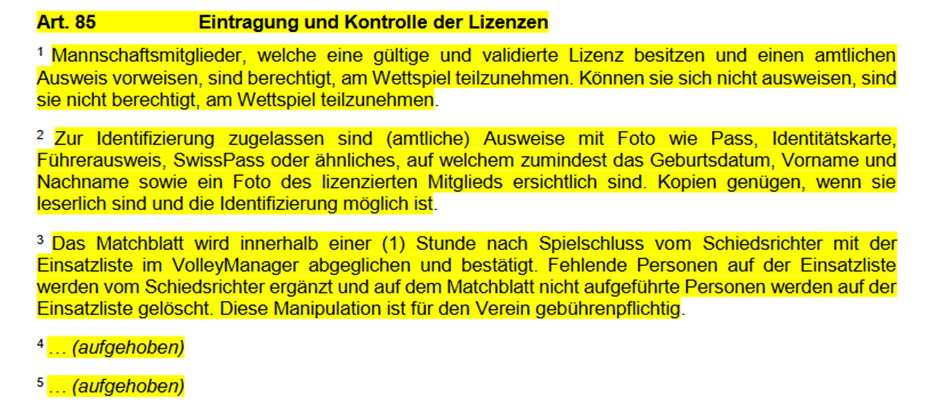 Art. 85 Eintragung und Kontrolle der Lizenzen
¹ Mannschaftsmitglieder, welche eine gültige und validierte Lizenz besitzen und einen amtlichen
Ausweis vorweisen, sind berechtigt, am Wettspiel teilzunehmen. Können sie sich nicht ausweisen, sind
sie nicht berechtigt, am Wettspiel teilzunehmen.
² Zur Identifizierung zugelassen sind (amtliche) Ausweise mit Foto wie Pass, Identitätskarte,
Führerausweis, SwissPass oder ähnliches, auf welchem zumindest das Geburtsdatum, Vorname und
Nachname sowie ein Foto des lizenzierten Mitglieds ersichtlich sind. Kopien genügen, wenn sie
leserlich sind und die Identifizierung möglich ist.
³ Das Matchblatt wird innerhalb einer (1) Stunde nach Spielschluss vom Schiedsrichter mit der
Einsatzliste im VolleyManager abgeglichen und bestätigt. Fehlende Personen auf der Einsatzliste
werden vom Schiedsrichter ergänzt und auf dem Matchblatt nicht aufgeführte Personen werden auf der
Einsatzliste gelöscht. Diese Manipulation ist für den Verein gebührenpflichtig.
⁴ … (aufgehoben)
⁵ … (aufgehoben)